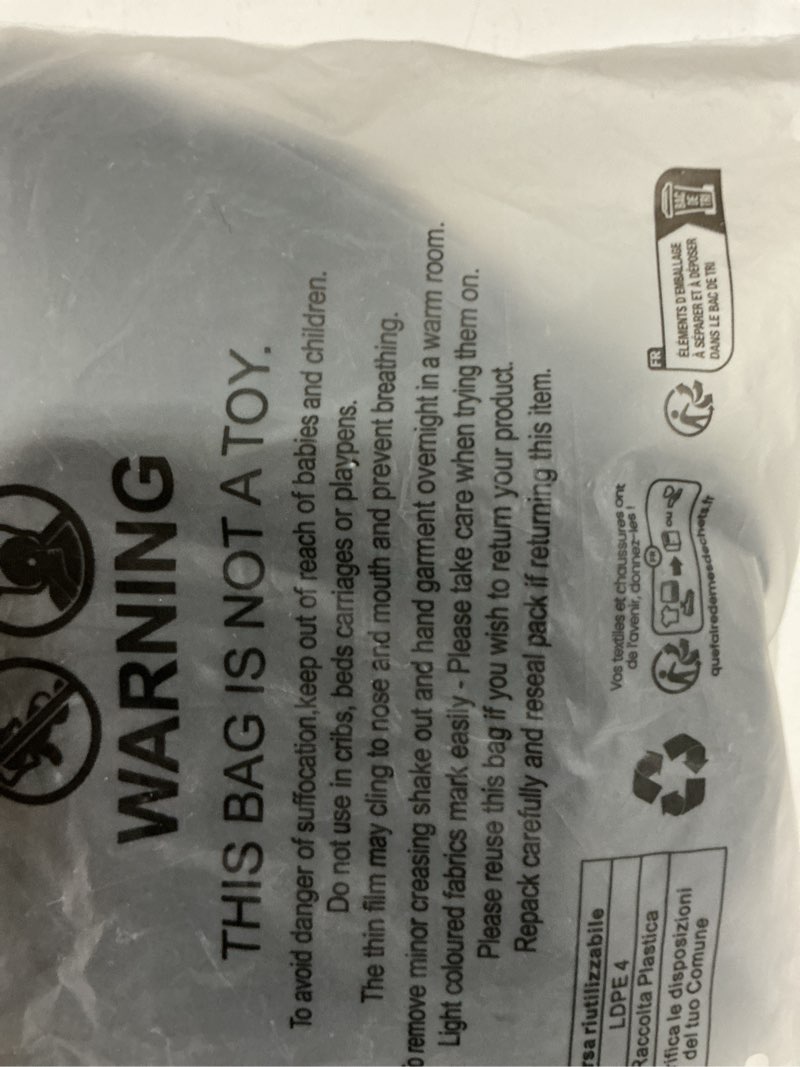 WARNING
THIS BAG IS NOT A TOY.
To avoid danger of suffocation,keep out of reach of babies and children.
Do not use in cribs, beds carriages or playpens.
The thin film may cling to nose and mouth and prevent breathing.
remove minor creasing shake out and hand garment overnight in a warm room.
Light coloured fabrics mark easily - Please take care when trying them on.
Please reuse this bag if you wish to return your product.
Repack carefully and reseal pack if returning this item.
riutilizzabile
LDPE 4
Raccolta Plastica
le disposizioni
del tuo Comune
Vos textiles et chaussures ont
de l'avenir, donnez-les !
FR
ou
quefairedemesdechets.fr
FR
ÉLÉMENTS D'EMBALLAGE
À SÉPARER ET À DÉPOSER
DANS LE BAC DE TRI
BAC
DE
TRI